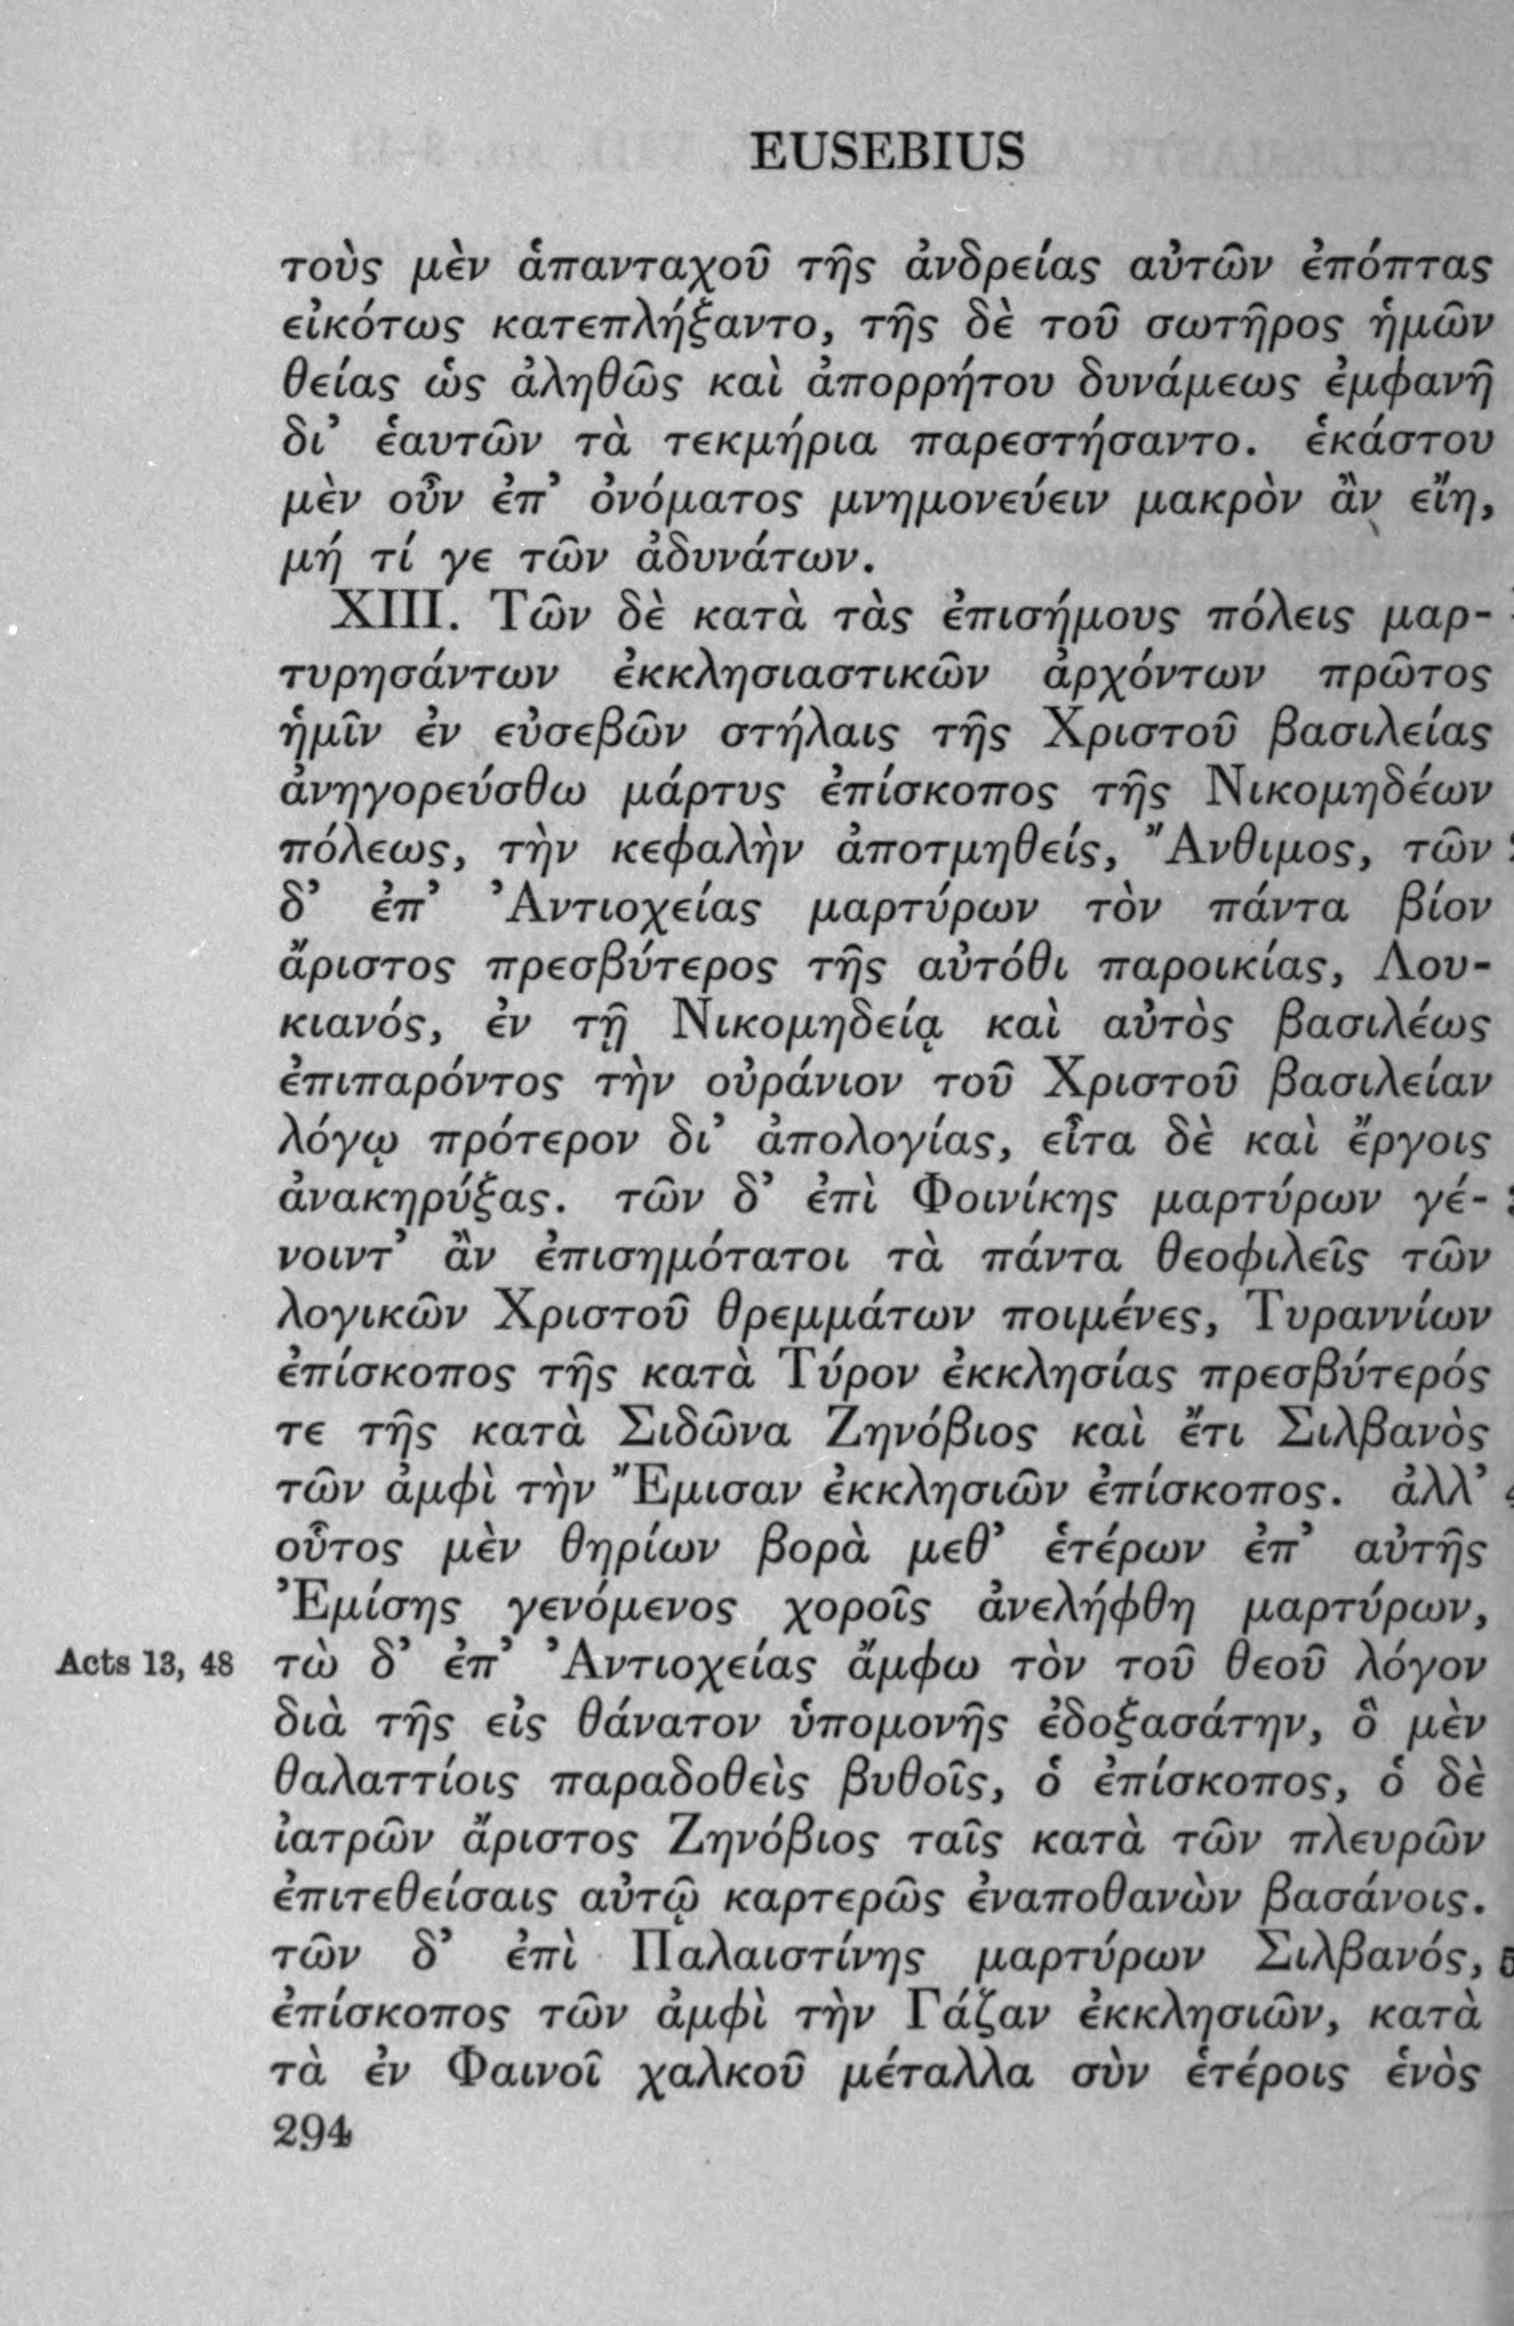 EUSEBIUS
τοὺς μὲν ἁπανταχοῦ τῆς ἀνδρείας αὐτῶν ἐπόπτας
εἰκότως κατεπλήξαντο, τῆς δὲ τοῦ σωτῆρος ἡμῶν
θείας ὡς ἀληθῶς καὶ ἀπορρήτου δυνάμεως ἐμφανῆ
δι’ ἑαυτῶν τὰ τεκμήρια παρεστήσαντο. ἑκάστου
μὲν οὖν ἐπ’ ὀνόματος μνημονεύειν μακρὸν ἂν εἴη,
μή τί γε τῶν ἀδυνάτων.
XIII. Τῶν δὲ κατὰ τὰς ἐπισήμους πόλεις μαρ-
τυρησάντων ἐκκλησιαστικῶν ἀρχόντων πρῶτος
ἡμῖν ἐν εὐσεβῶν στήλαις τῆς Χριστοῦ βασιλείας
ἀνηγορεύσθω μάρτυς ἐπίσκοπος τῆς Νικομηδέων
πόλεως, τὴν κεφαλὴν ἀποτμηθείς, Ἄνθιμος, τῶν
δ’ ἐπ’ Ἀντιοχείας μαρτύρων τὸν πάντα βίον
ἄριστος πρεσβύτερος τῆς αὐτόθι παροικίας, Λου-
κιανός, ἐν τῇ Νικομηδείᾳ καὶ αὐτὸς βασιλέως
ἐπιπαρόντος τὴν οὐράνιον τοῦ Χριστοῦ βασιλείαν
λόγῳ πρότερον δι’ ἀπολογίας, εἶτα δὲ καὶ ἔργοις
ἀνακηρύξας. τῶν δ’ ἐπὶ Φοινίκης μαρτύρων γέ-
νοιντ’ ἂν ἐπισημότατοι τὰ πάντα θεοφιλεῖς τῶν
λογικῶν Χριστοῦ θρεμμάτων ποιμένες, Τυραννίων
ἐπίσκοπος τῆς κατὰ Τύρον ἐκκλησίας πρεσβύτερός
τε τῆς κατὰ Σιδῶνα Ζηνόβιος καὶ ἔτι Σιλβανὸς
τῶν ἀμφὶ τὴν Ἔμισαν ἐκκλησιῶν ἐπίσκοπος. ἀλλ’
οὗτος μὲν θηρίων βορὰ μεθ’ ἑτέρων ἐπ’ αὐτῆς
Ἐμίσης γενόμενος χοροῖς ἀνελήφθη μαρτύρων,
Acts 13, 48 τὼ δ’ ἐπ’ Ἀντιοχείας ἄμφω τὸν τοῦ θεοῦ λόγον
διὰ τῆς εἰς θάνατον ὑπομονῆς ἐδοξασάτην, ὃ μὲν
θαλαττίοις παραδοθεὶς βυθοῖς, ὁ ἐπίσκοπος, ὁ δὲ
ἰατρῶν ἄριστος Ζηνόβιος ταῖς κατὰ τῶν πλευρῶν
ἐπιτεθείσαις αὐτῷ καρτερῶς ἐναποθανὼν βασάνοις.
τῶν δ’ ἐπὶ Παλαιστίνης μαρτύρων Σιλβανός, 5
ἐπίσκοπος τῶν ἀμφὶ τὴν Γάζαν ἐκκλησιῶν, κατὰ
τὰ ἐν Φαινοῖ χαλκοῦ μέταλλα σὺν ἑτέροις ἑνὸς
294